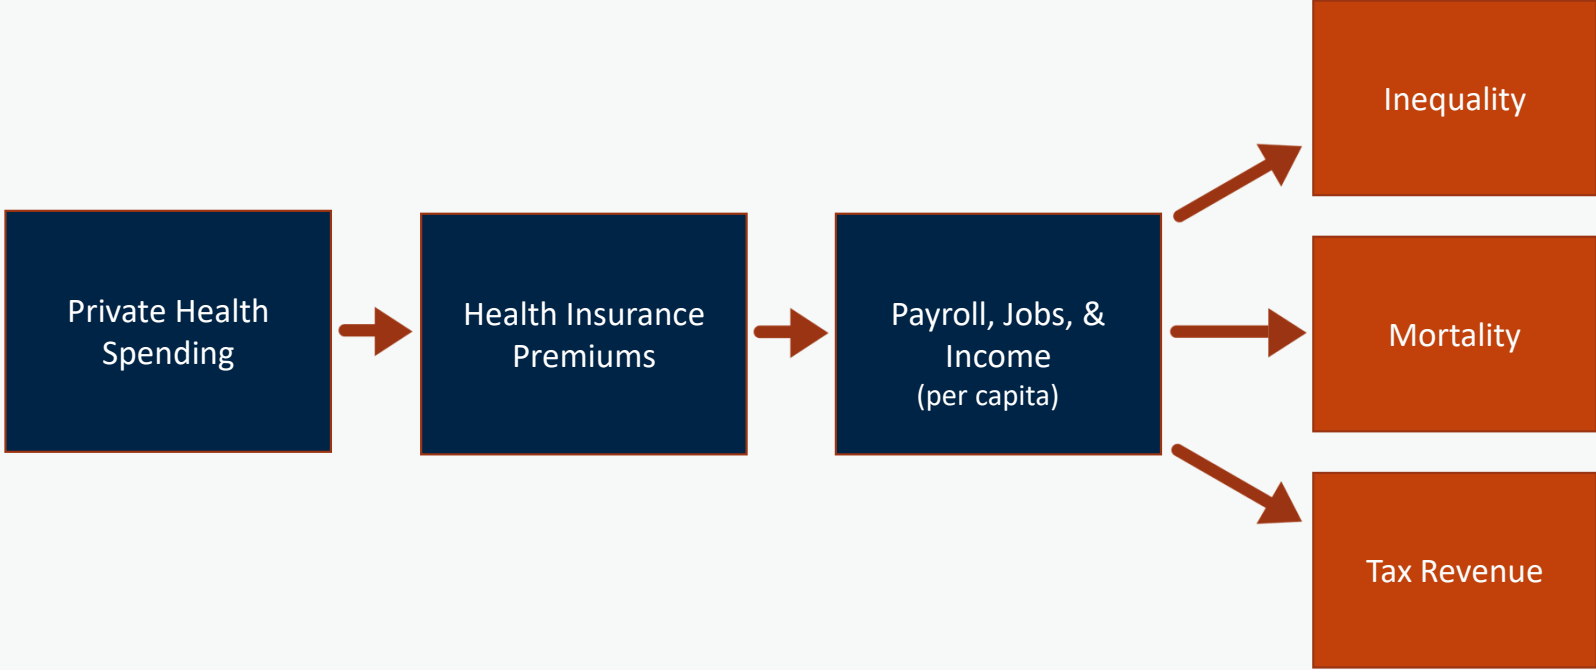 Private Health
Spending
Health Insurance
Premiums
Payroll, Jobs, &
Income
(per capita)
Inequality
Mortality
Tax Revenue